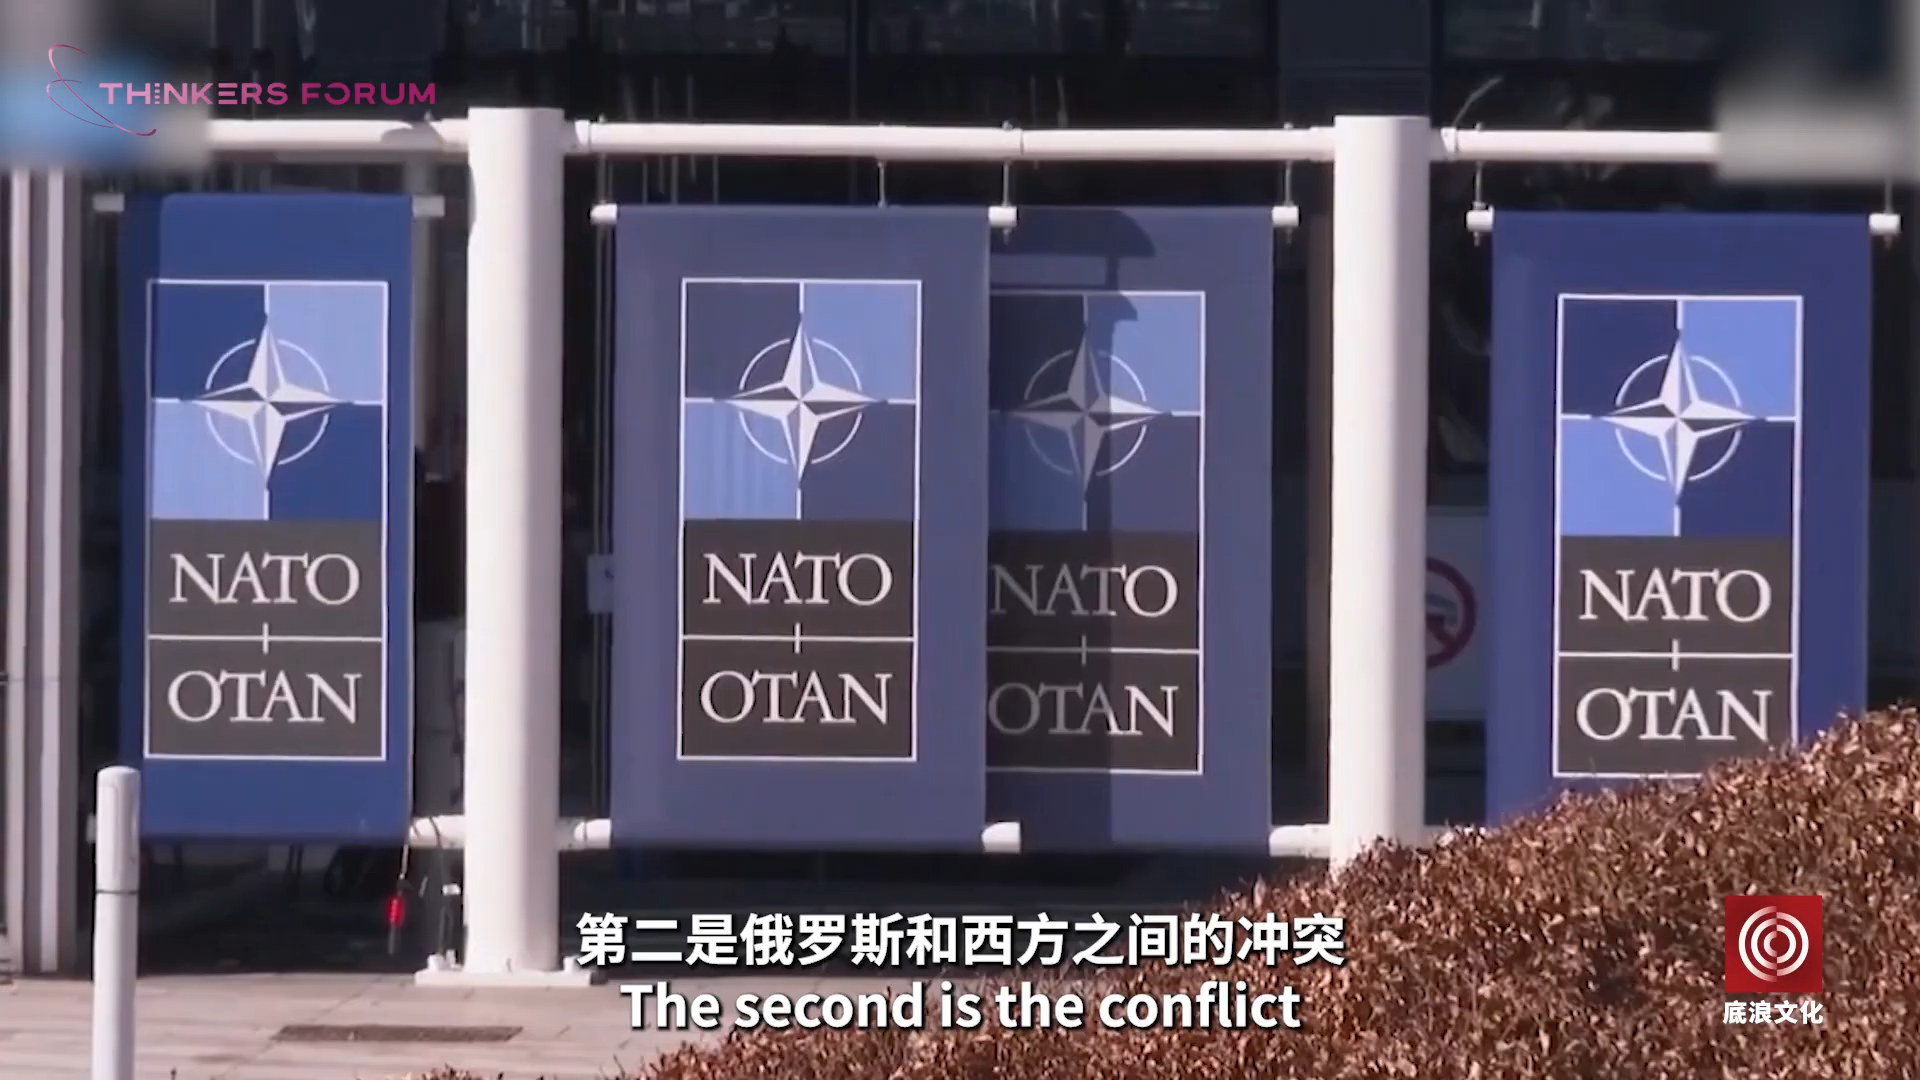 THINKERS FORUM
NATO
OTAN
NATO
OTAN
NATO
OTAN
NATO
OTAN
第二是俄罗斯和西方之间的冲突
The second is the conflict
底浪文化